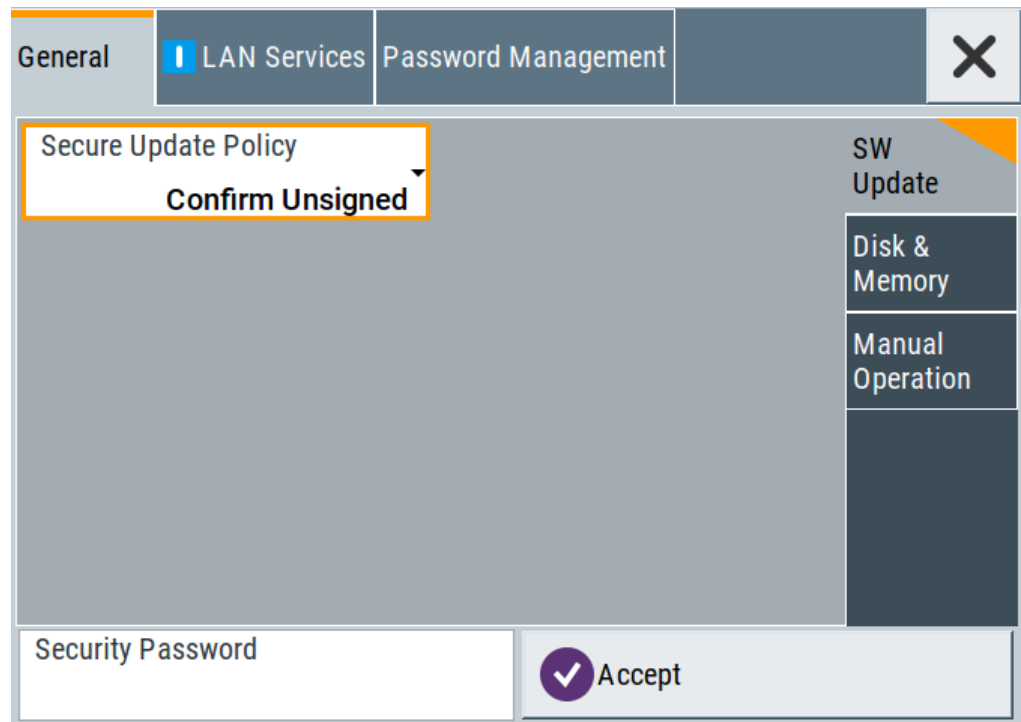 General
LAN Services
Password Management
Secure Update Policy
Confirm Unsigned
SW
Update
Disk &
Memory
Manual
Operation
Security Password
Accept